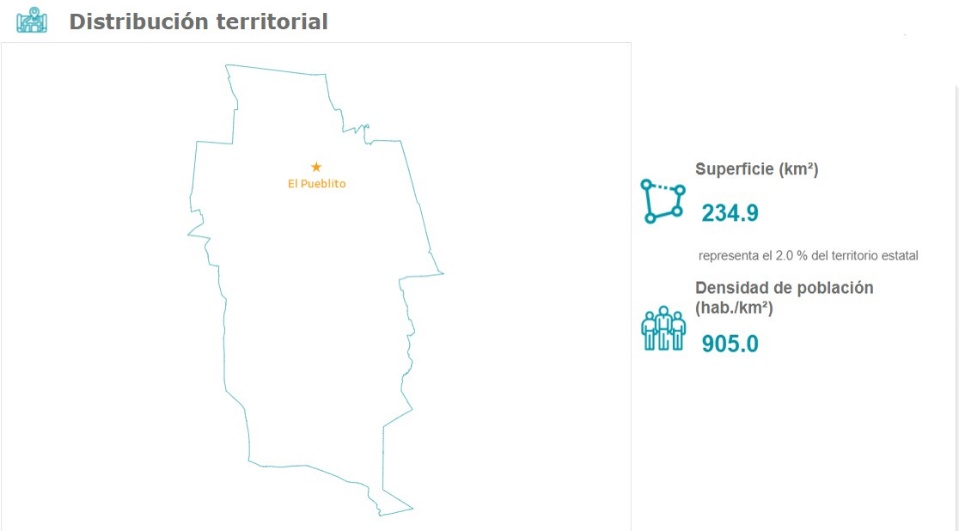 Distribución territorial
El Pueblito
Superficie (km²)
234.9
representa el 2.0 % del territorio estatal
Densidad de población
(hab./km²)
905.0